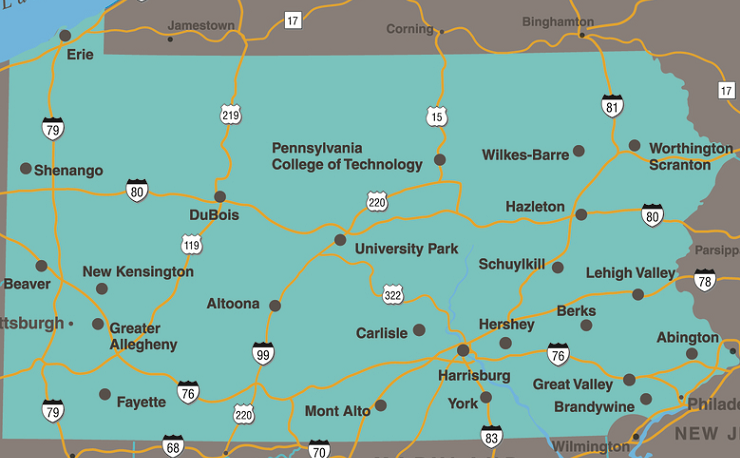 L
Jamestown
17
Corning
Binghamton
Erie
79
219
15
81
17
Shenango
Pennsylvania
College of Technology
Wilkes-Barre
Worthington
Scranton
80
220
DuBois
Hazleton
80
119
University Park
Parsipp
Beaver
New Kensington
Schuylkill
Lehigh Valley
78
322
Altoona
ttsburgh
Greater
Allegheny
Carlisle
Hershey
Berks
Abington
99
76
Harrisburg
Great Valley
Fayette
76
79
220
Mont Alto
York
Brandywine
Philade
83
NEW J
68
70
Wilmington